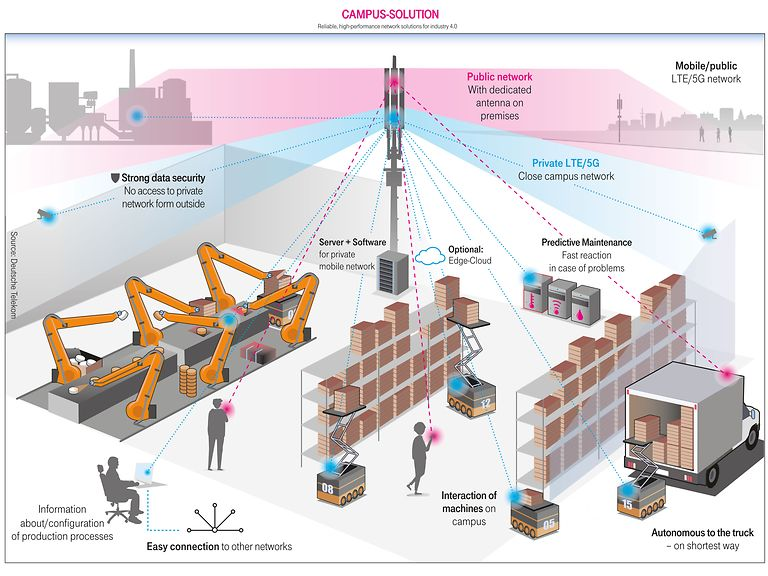 CAMPUS-SOLUTION
Reliable, high-performance network solutions for industry 4.0
Mobile/public
LTE/5G network
Public network
With dedicated
antenna on
premises
Private LTE/5G
Close campus network
Strong data security
No access to private
network form outside
Source: Deutsche Telekom
Server + Software
for private
mobile network
Optional:
Edge-Cloud
Predictive Maintenance
Fast reaction
in case of problems
12
08
05
15
Information
about/configuration
of production processes
Easy connection to other networks
Interaction of
machines on
campus
Autonomous to the truck
– on shortest way